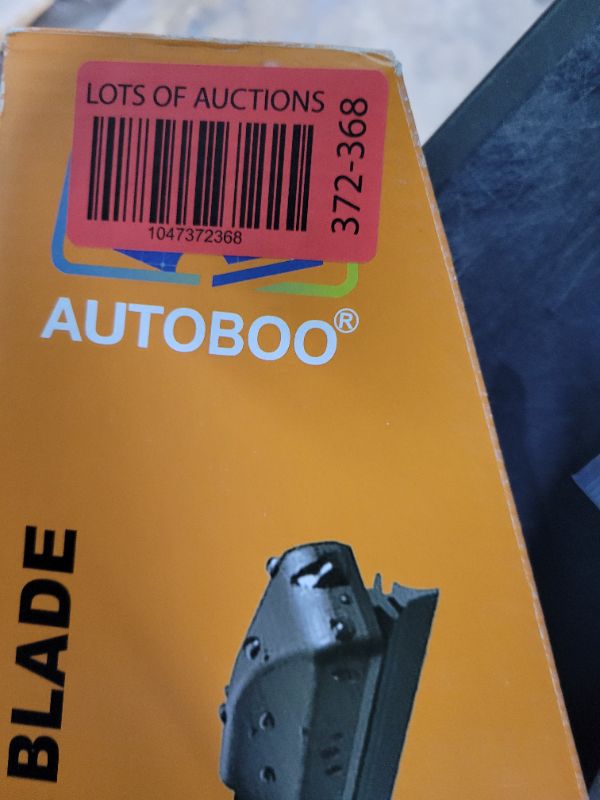 LOTS OF AUCTIONS
372-368
1047372368
AUTOBOO®
BLADE